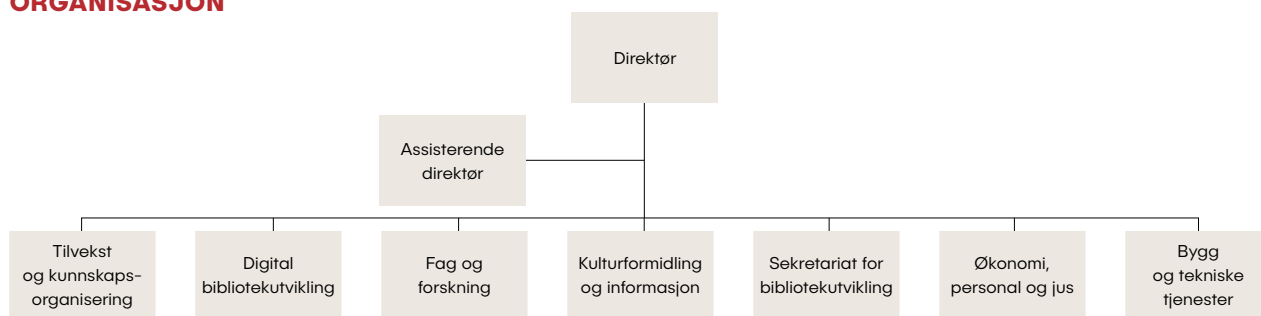 ORGANISASJON
Direktør
Assisterende
direktør
Tilvekst
og kunnskaps-
organisering
Digital
bibliotekutvikling
Fag og
forskning
Kulturformidling
og informasjon
Sekretariat for
bibliotekutvikling
Økonomi,
personal og jus
Bygg
og tekniske
tjenester